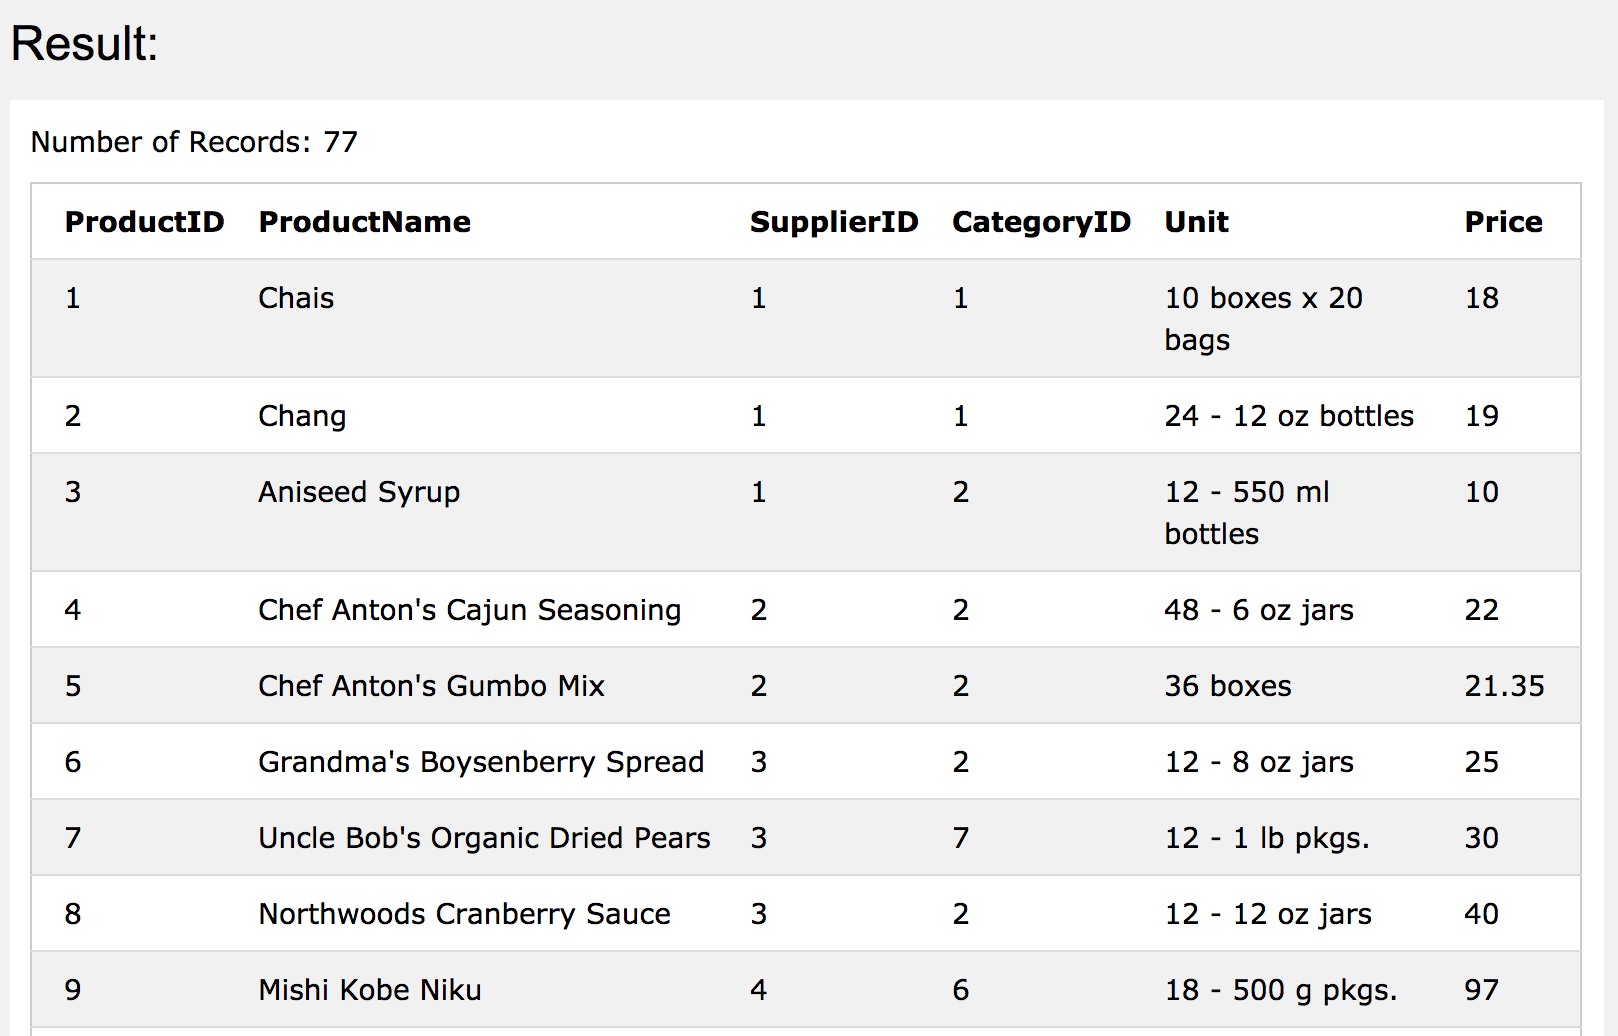 Result:
Number of Records: 77
ProductID ProductName SupplierID CategoryID Unit Price
1 Chais 1 1 10 boxes x 20 bags 18
2 Chang 1 1 24 - 12 oz bottles 19
3 Aniseed Syrup 1 2 12 - 550 ml bottles 10
4 Chef Anton's Cajun Seasoning 2 2 48 - 6 oz jars 22
5 Chef Anton's Gumbo Mix 2 2 36 boxes 21.35
6 Grandma's Boysenberry Spread 3 2 12 - 8 oz jars 25
7 Uncle Bob's Organic Dried Pears 3 7 12 - 1 lb pkgs. 30
8 Northwoods Cranberry Sauce 3 2 12 - 12 oz jars 40
9 Mishi Kobe Niku 4 6 18 - 500 g pkgs. 97